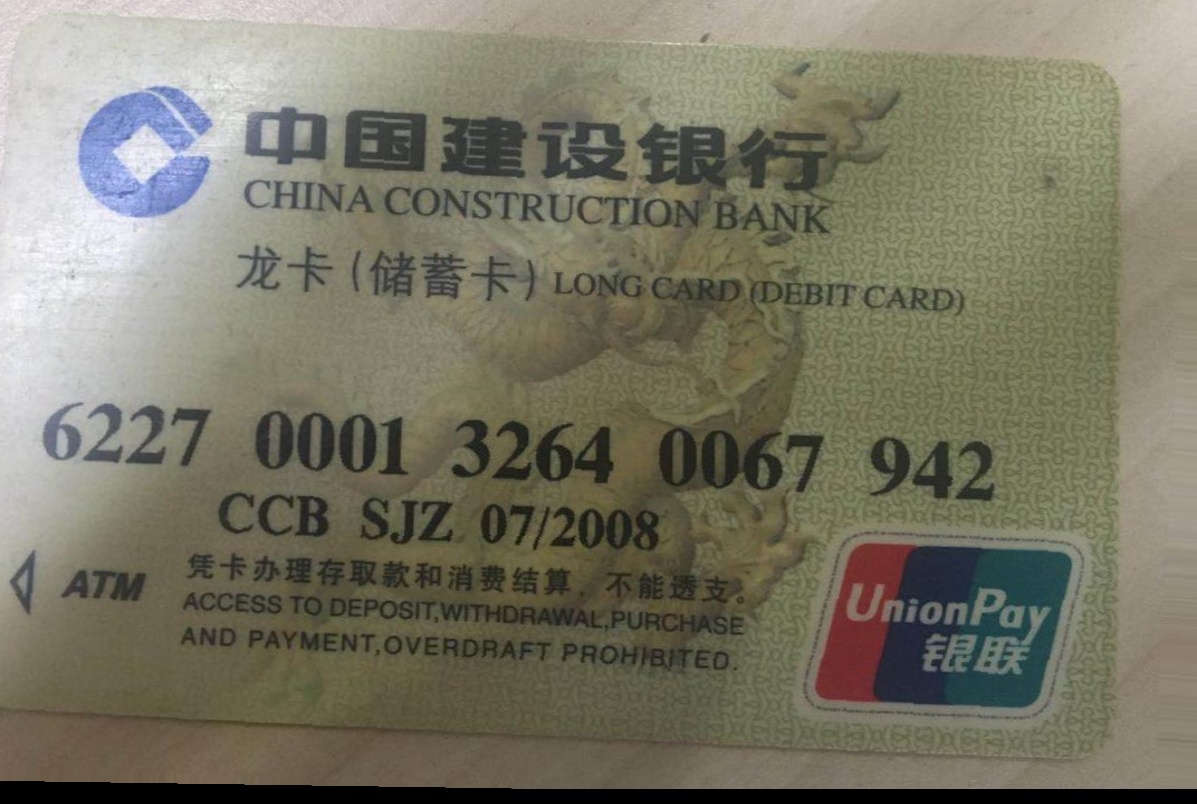 中国建设银行
CHINA CONSTRUCTION BANK
龙卡(储蓄卡) LONG CARD (DEBIT CARD)
6227 0001 3264 0067 942
CCB SJZ 07/2008
ATM
凭卡办理存取款和消费结算．不能透支。
ACCESS TO DEPOSIT,WITHDRAWAL,PURCHASE
AND PAYMENT,OVERDRAFT PROHIBITED.
UnionPay
银联